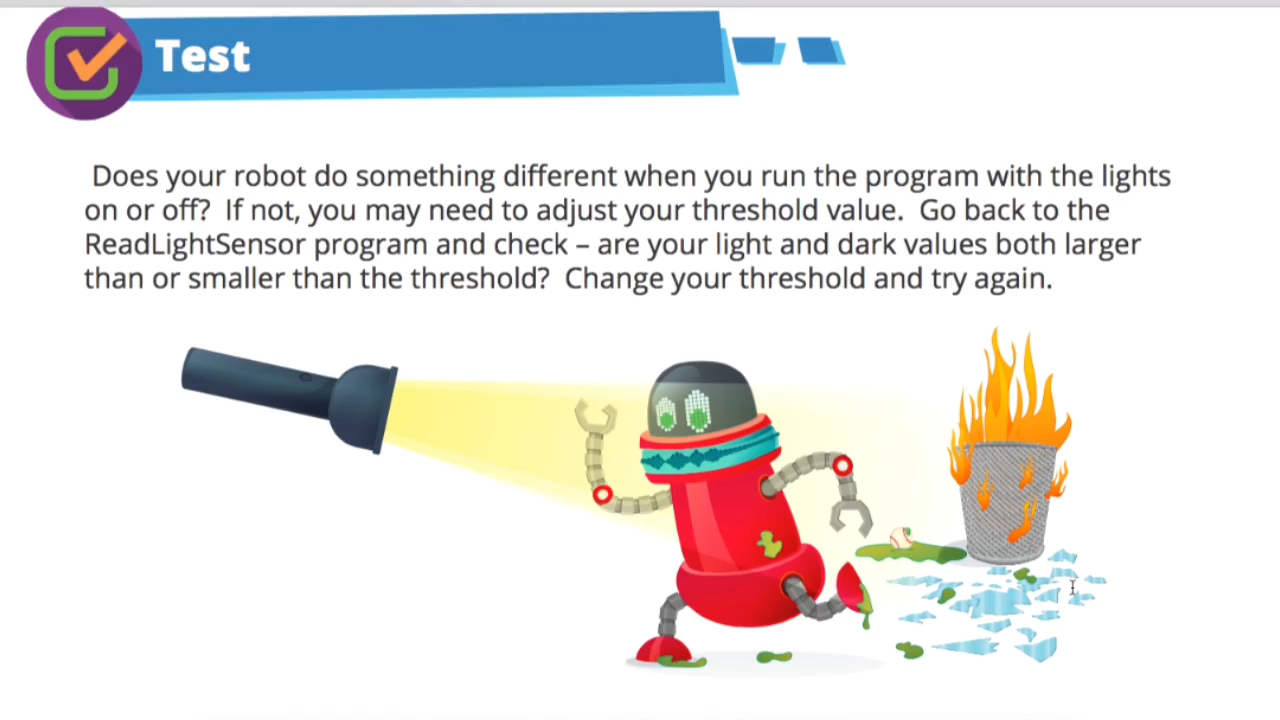 Test
Does your robot do something different when you run the program with the lights
on or off?  If not, you may need to adjust your threshold value.  Go back to the
ReadLightSensor program and check – are your light and dark values both larger
than or smaller than the threshold?  Change your threshold and try again.